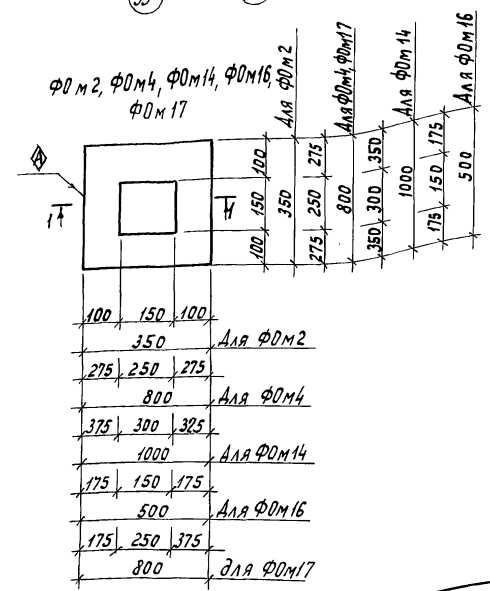 ФОм2, ФОм4, ФОм14, ФОм16,
ФОм17
Для ФОм2
Для ФОм4, ФОм17
Для ФОм14
Для ФОм16
А
1
1
100 150 100
350
275 250 275
800
350 300 350
1000
175 150 175
500
100 150 100
350 Для ФОм2
275 250 275
800 Для ФОм4
375 300 325
1000 Для ФОм14
175 150 175
500 Для ФОм16
175 250 375
800 для ФОм17